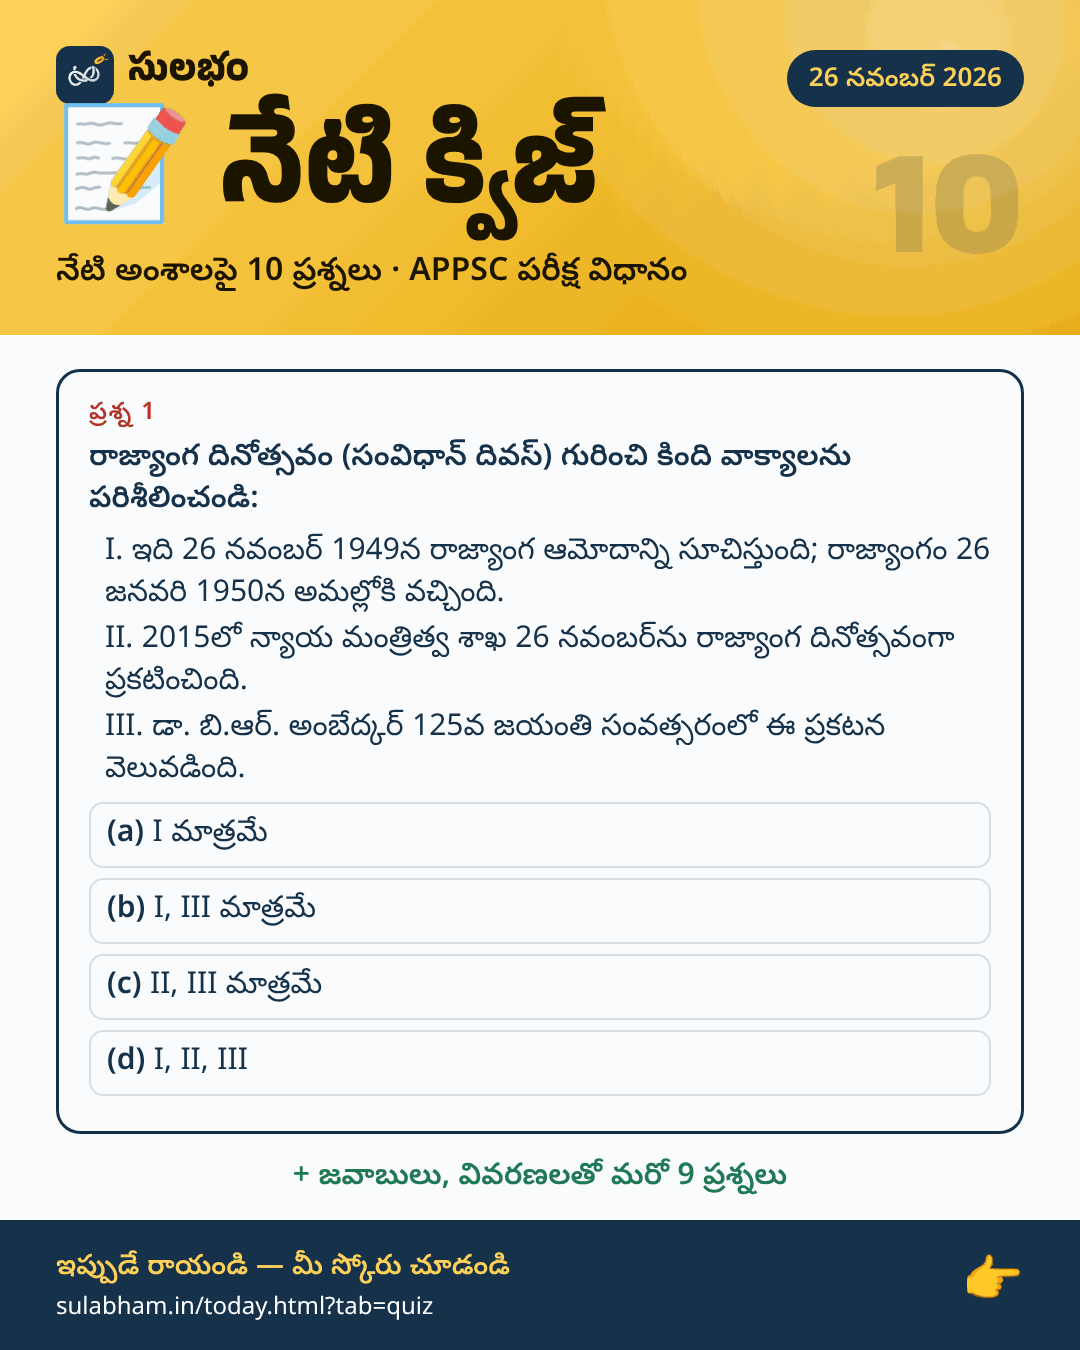 సులభం
26 నవంబర్ 2026
నేటి క్విజ్
10
నేటి అంశాలపై 10 ప్రశ్నలు · APPSC పరీక్ష విధానం
ప్రశ్న 1
రాజ్యాంగ దినోత్సవం (సంవిధాన్ దివస్) గురించి కింది వాక్యాలను
పరిశీలించండి:
I. ఇది 26 నవంబర్ 1949న రాజ్యాంగ ఆమోదాన్ని సూచిస్తుంది; రాజ్యాంగం 26
జనవరి 1950న అమల్లోకి వచ్చింది.
II. 2015లో న్యాయ మంత్రిత్వ శాఖ 26 నవంబర్‌ను రాజ్యాంగ దినోత్సవంగా
ప్రకటించింది.
III. డా. బి.ఆర్. అంబేద్కర్ 125వ జయంతి సంవత్సరంలో ఈ ప్రకటన
వెలువడింది.
(a) I మాత్రమే
(b) I, III మాత్రమే
(c) II, III మాత్రమే
(d) I, II, III
+ జవాబులు, వివరణలతో మరో 9 ప్రశ్నలు
ఇప్పుడే రాయండి — మీ స్కోరు చూడండి
sulabham.in/today.html?tab=quiz